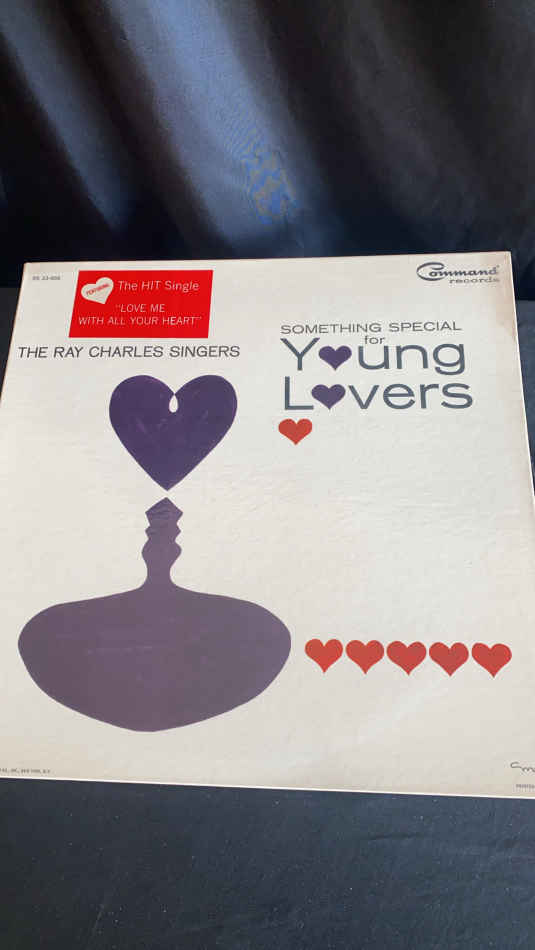 Command
records
FEATURING
The HIT Single
"LOVE ME
WITH ALL YOUR HEART"
THE RAY CHARLES SINGERS
SOMETHING SPECIAL
for
Young
Lovers